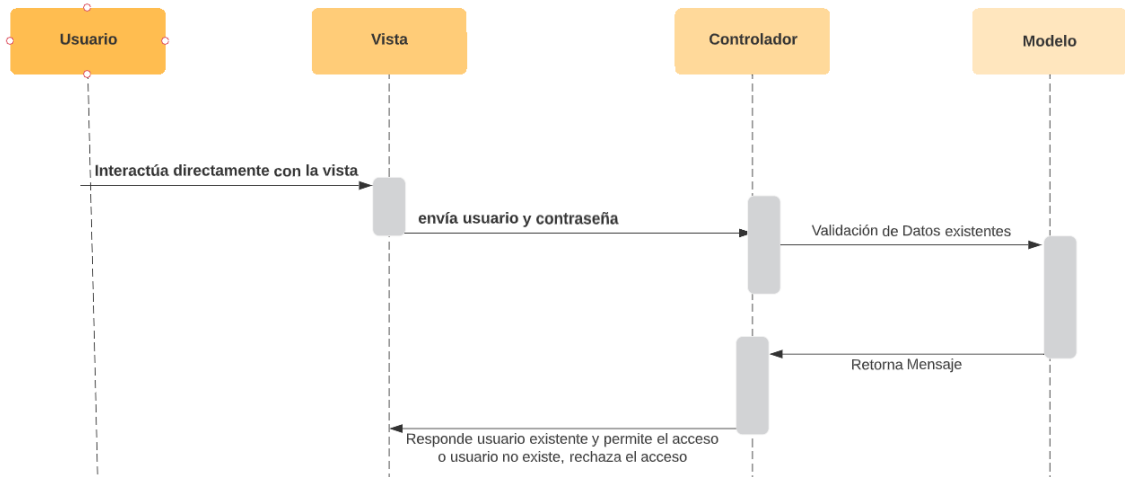 Usuario
Vista
Controlador
Modelo
Interactúa directamente con la vista
envía usuario y contraseña
Validación de Datos existentes
Retorna Mensaje
Responde usuario existente y permite el acceso
o usuario no existe, rechaza el acceso